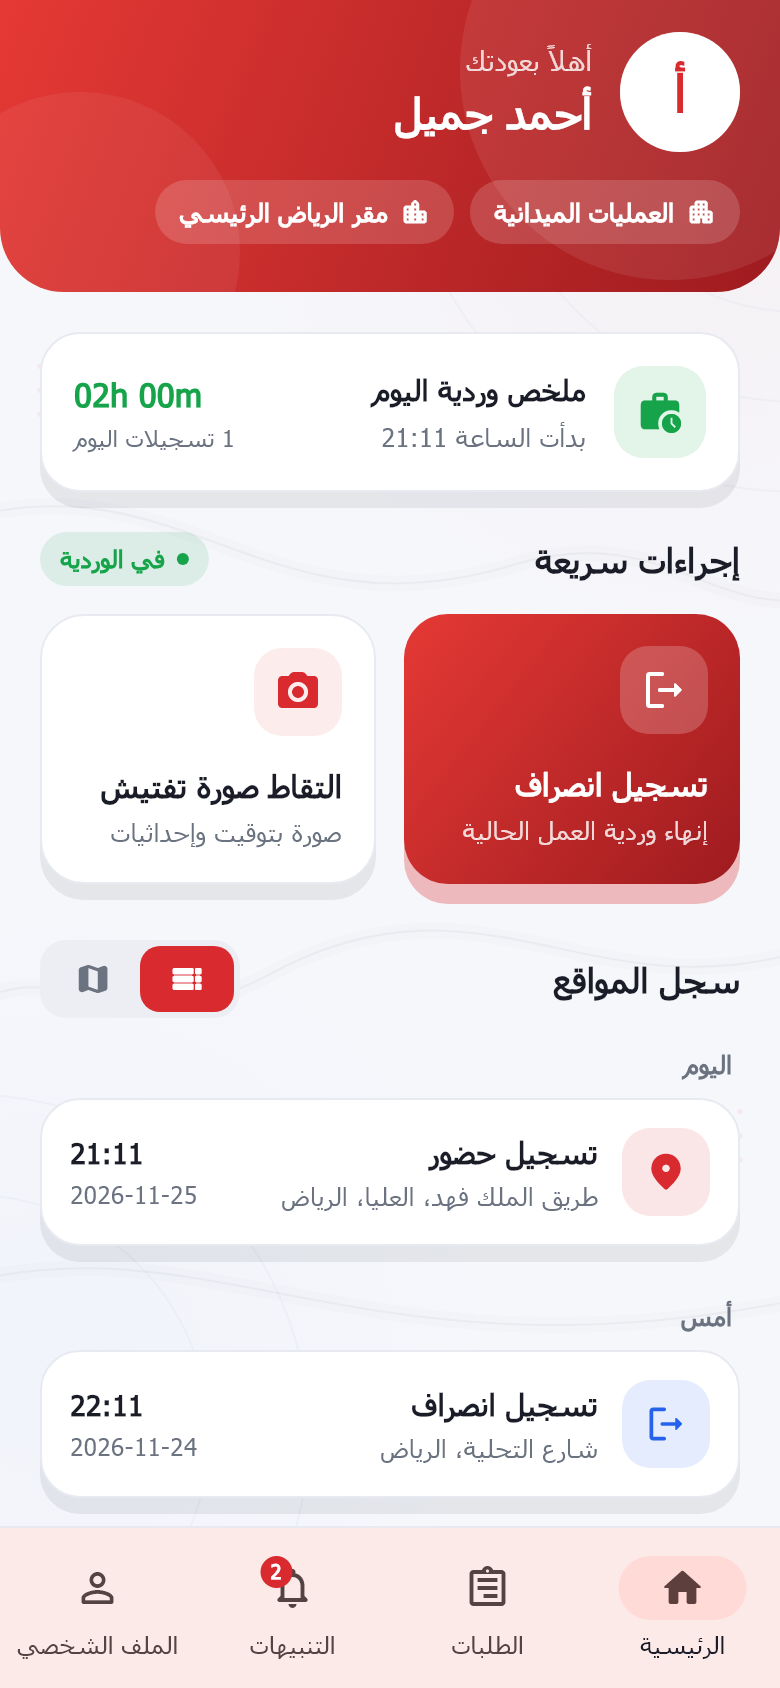 أ
أهلاً بعودتك
أحمد جميل
العمليات الميدانية
مقر الرياض الرئيسي
ملخص وردية اليوم
02h 00m
بدأت الساعة 21:11
1 تسجيلات اليوم
إجراءات سريعة
في الوردية
تسجيل انصراف
إنهاء وردية العمل الحالية
التقاط صورة تفتيش
صورة بتوقيت وإحداثيات
سجل المواقع
اليوم
تسجيل حضور
21:11
طريق الملك فهد، العليا، الرياض
2026-11-25
أمس
تسجيل انصراف
22:11
شارع التحلية، الرياض
2026-11-24
الرئيسية
الطلبات
2
التنبيهات
الملف الشخصي